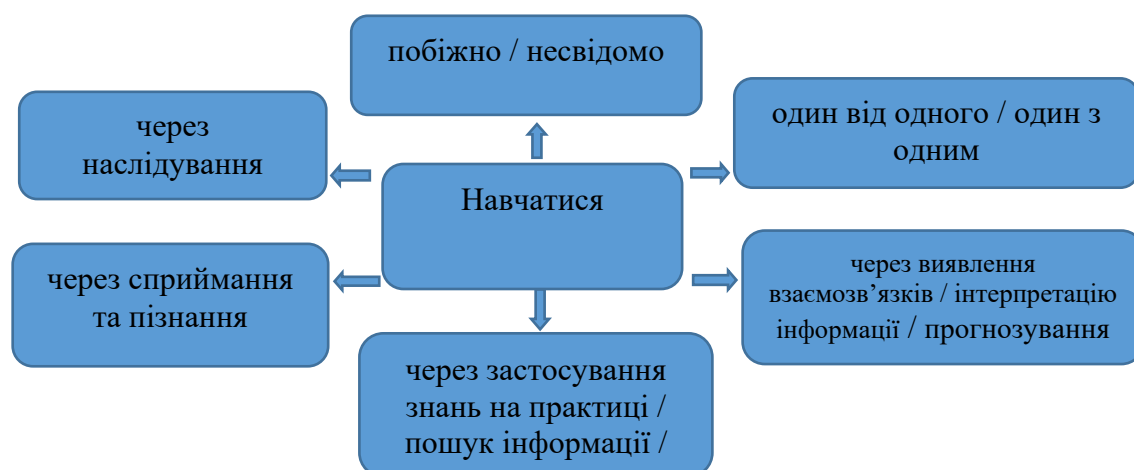 побіжно / несвідомо
через
наслідування
один від одного / один з
одним
Навчатися
через сприймання
та пізнання
через виявлення
взаємозв’язків / інтерпретацію
інформації / прогнозування
через застосування
знань на практиці /
пошук інформації /